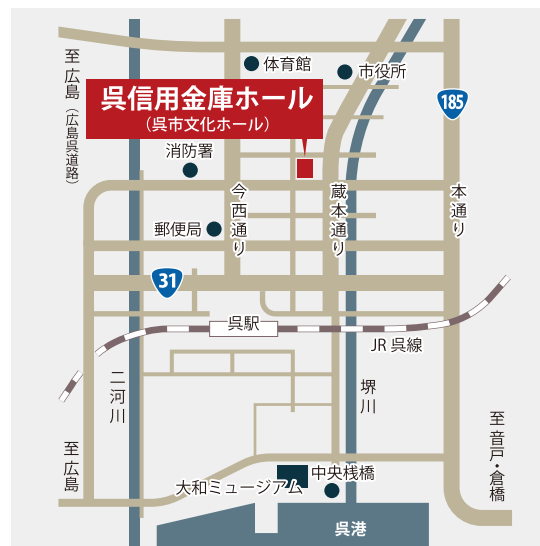 至広島(広島呉道路)
体育館
市役所
185
呉信用金庫ホール
(呉市文化ホール)
消防署
今西通り
蔵本通り
本通り
郵便局
31
呉駅
JR呉線
二河川
堺川
至広島
至音戸・倉橋
中央桟橋
大和ミュージアム
呉港